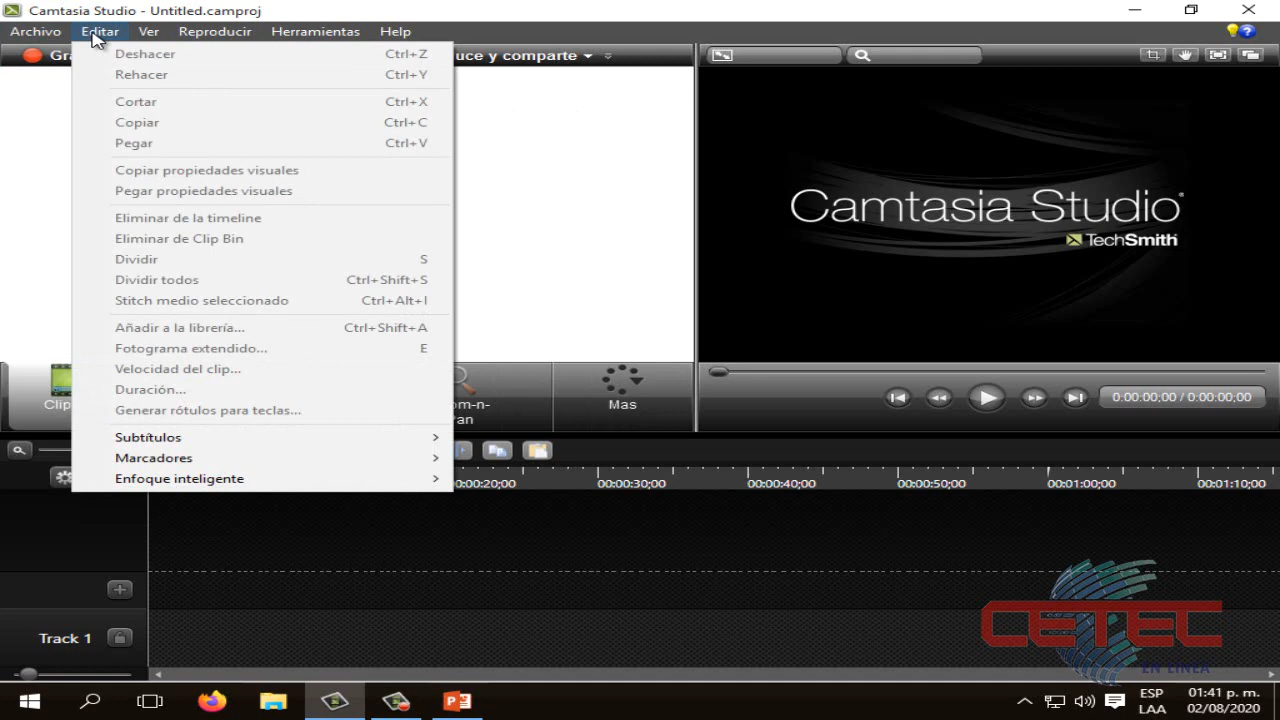 Camtasia Studio - Untitled.camproj
Archivo Editar Ver Reproducir Herramientas Help
Deshacer Ctrl+Z
Rehacer Ctrl+Y
Cortar Ctrl+X
Copiar Ctrl+C
Pegar Ctrl+V
Copiar propiedades visuales
Pegar propiedades visuales
Eliminar de la timeline
Eliminar de Clip Bin
Dividir S
Dividir todos Ctrl+Shift+S
Stitch medio seleccionado Ctrl+Alt+I
Añadir a la librería... Ctrl+Shift+A
Fotograma extendido... E
Velocidad del clip...
Duración...
Generar rótulos para teclas...
Subtítulos
Marcadores
Enfoque inteligente
uce y comparte
Camtasia Studio
TechSmith
Clip
Mas
0:00:00;00 / 0:00:00;00
00:00:20;00 00:00:30;00 00:00:40;00 00:00:50;00 00:01:00;00 00:01:10;00
Track 1
CETEC
EN LINEA
ESP
LAA
01:41 p. m.
02/08/2020